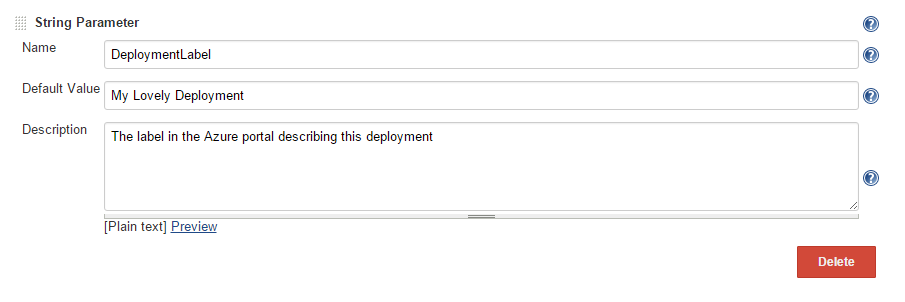 String Parameter
Name
DeploymentLabel
Default Value
My Lovely Deployment
Description
The label in the Azure portal describing this deployment
[Plain text] Preview
Delete